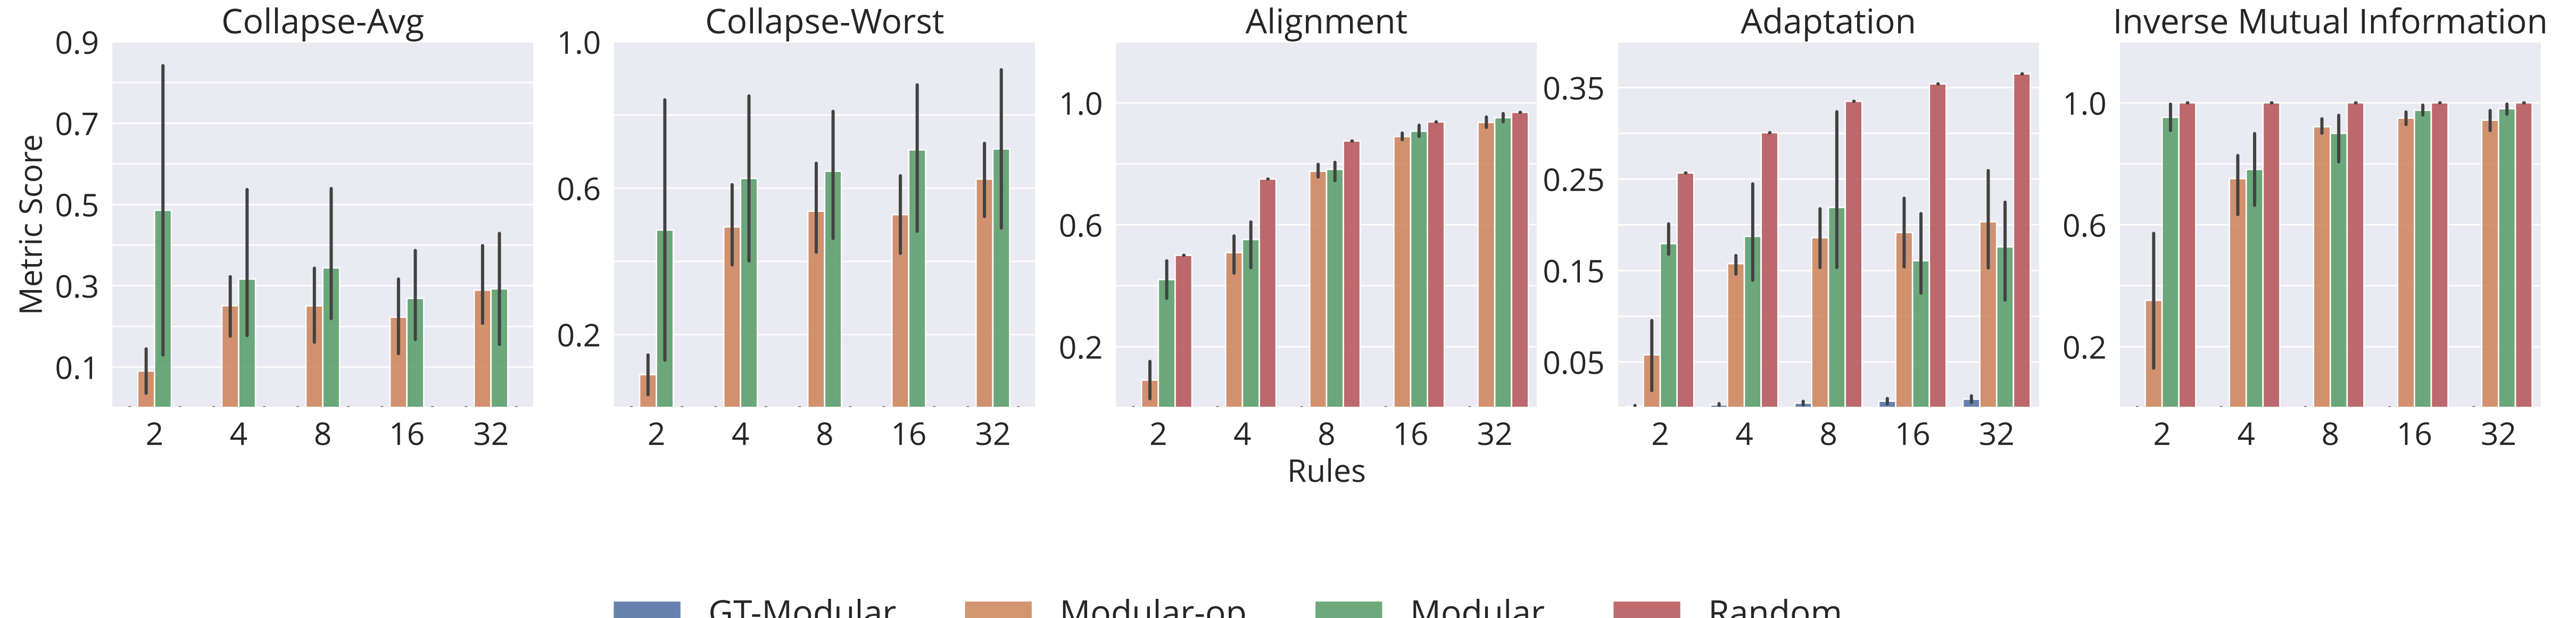 Collapse-Avg Collapse-Worst Alignment Adaptation Inverse Mutual Information
Metric Score
0.9
0.7
0.5
0.3
0.1
2 4 8 16 32
1.0
0.6
0.2
2 4 8 16 32
1.0
0.6
0.2
2 4 8 16 32
0.35
0.25
0.15
0.05
2 4 8 16 32
1.0
0.6
0.2
2 4 8 16 32
Rules
GT-Modular Modular-op Modular Random